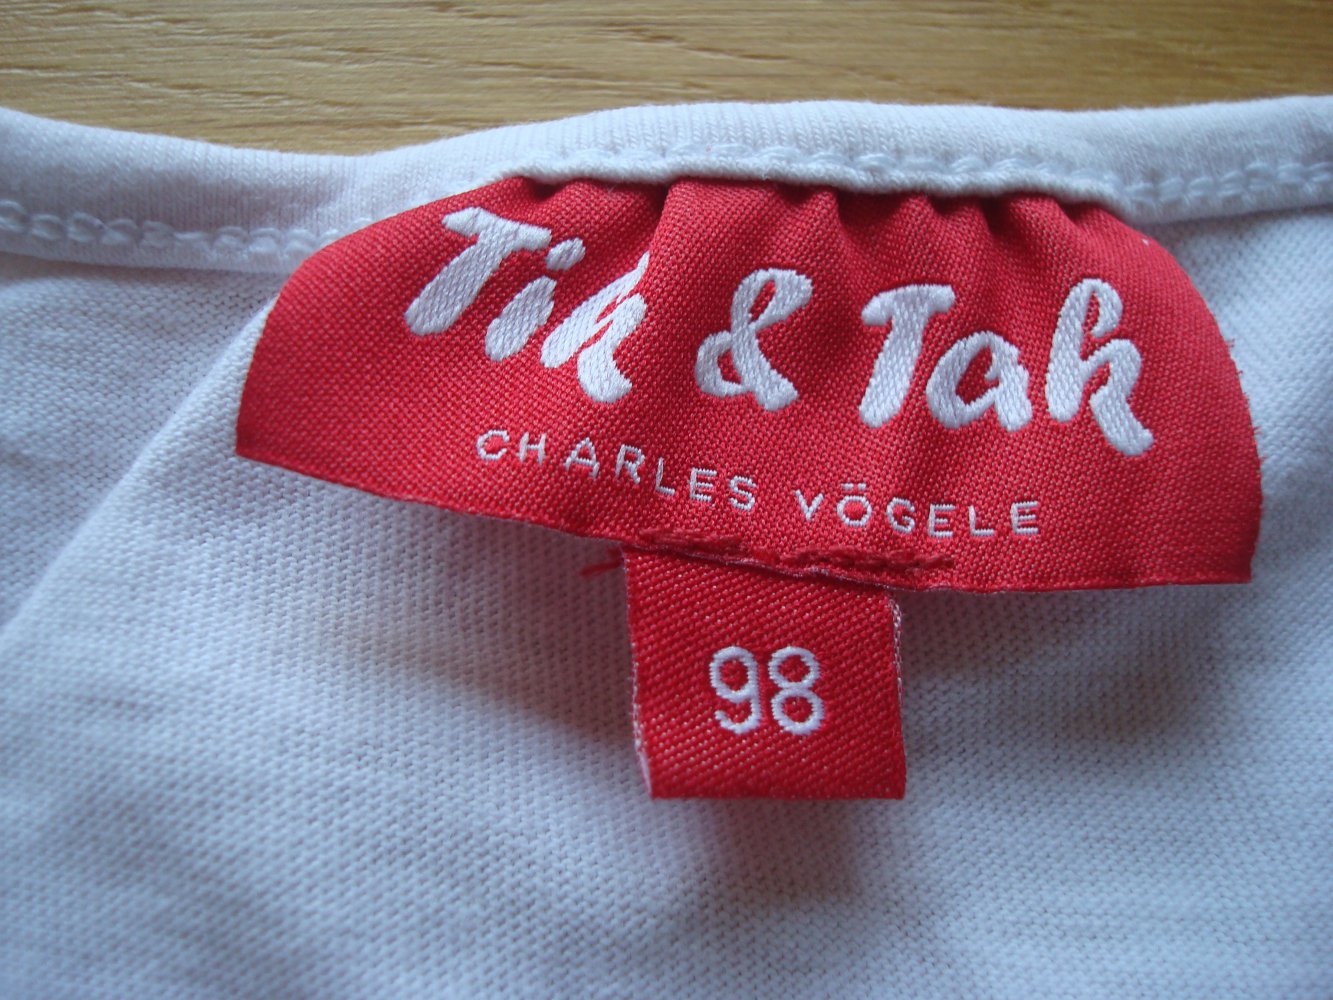 Tik & Tak
CHARLES VÖGELE
98